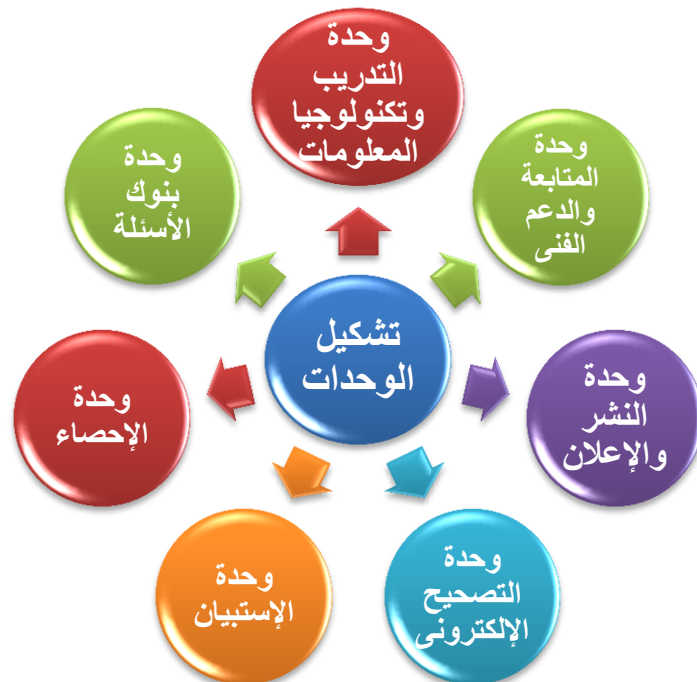 وحدة
التدريب
وتكنولوجيا
المعلومات
وحدة
المتابعة
والدعم
الفنى
وحدة
النشر
والإعلان
وحدة
التصحيح
الإلكترونى
وحدة
الإستبيان
وحدة
الإحصاء
وحدة
بنوك
الأسئلة
تشكيل
الوحدات